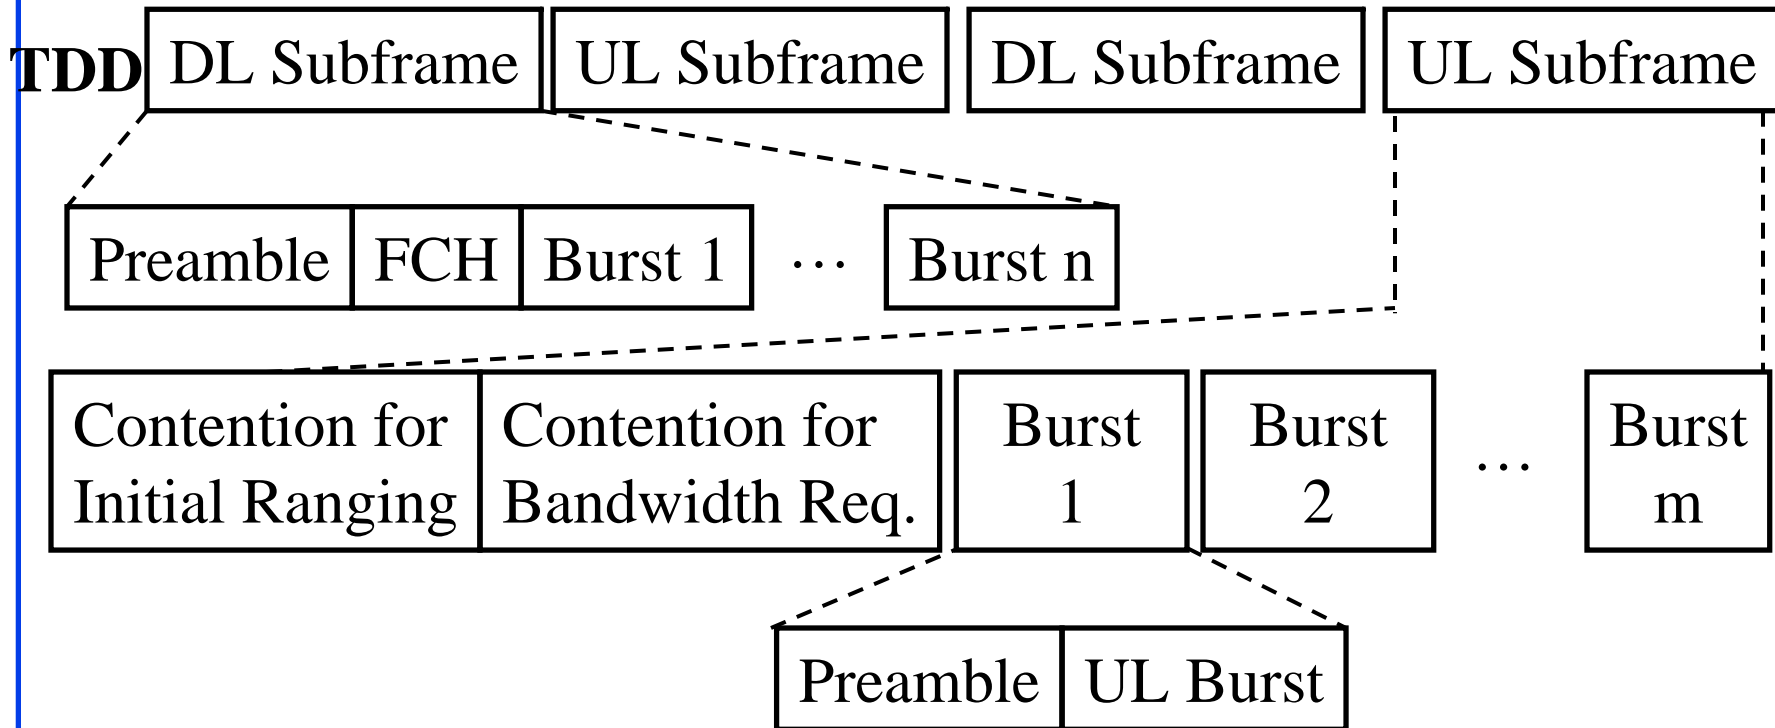 TDD DL Subframe UL Subframe DL Subframe UL Subframe
Preamble FCH Burst 1 … Burst n
Contention for Contention for Burst Burst Burst
Initial Ranging Bandwidth Req. 1 2 … m
Preamble UL Burst